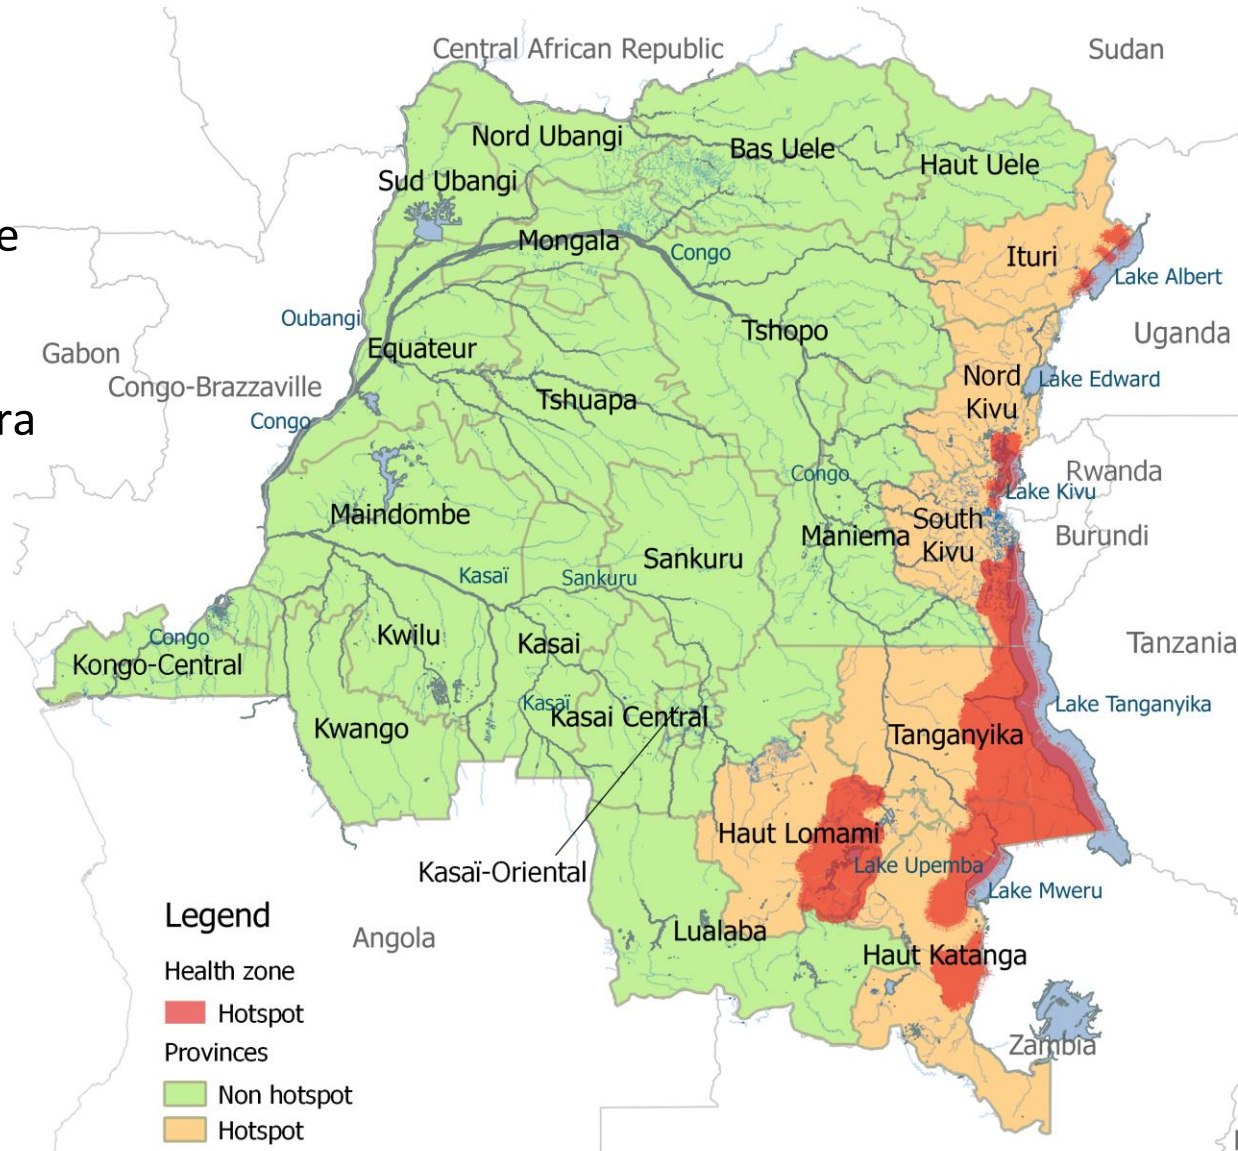 Central African Republic
Sudan
Nord Ubangi
Bas Uele
Haut Uele
Sud Ubangi
e
Mongala
Congo
Ituri
Lake Albert
Oubangi
Tshopo
Uganda
Gabon
Equateur
Congo-Brazzaville
Nord
Kivu
Lake Edward
Tshuapa
ra
Congo
Congo
Rwanda
Lake Kivu
Maindombe
South
Kivu
Maniema
Burundi
Sankuru
Kasaï
Sankuru
Congo
Kwilu
Kasai
Tanzania
Kongo-Central
Kasaï
Kasai Central
Lake Tanganyika
Kwango
Tanganyika
Haut Lomami
Lake Upemba
Kasaï-Oriental
Lake Mweru
Legend
Angola
Lualaba
Haut Katanga
Health zone
Hotspot
Zambia
Provinces
Non hotspot
Hotspot